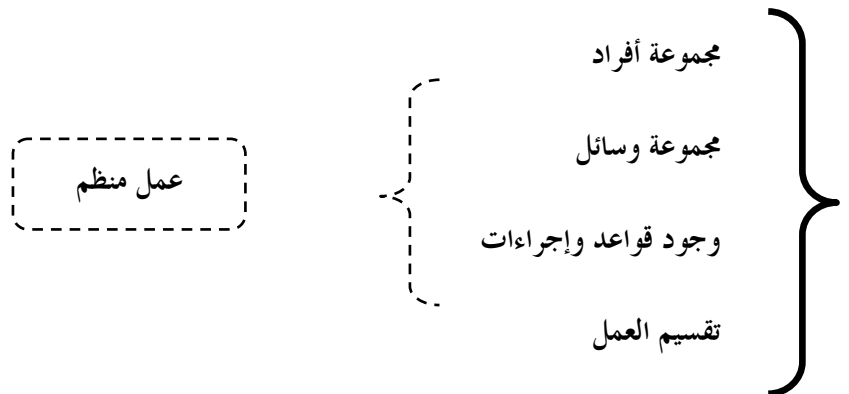 مجموعة أفراد
مجموعة وسائل
وجود قواعد وإجراءات
تقسيم العمل
عمل منظم